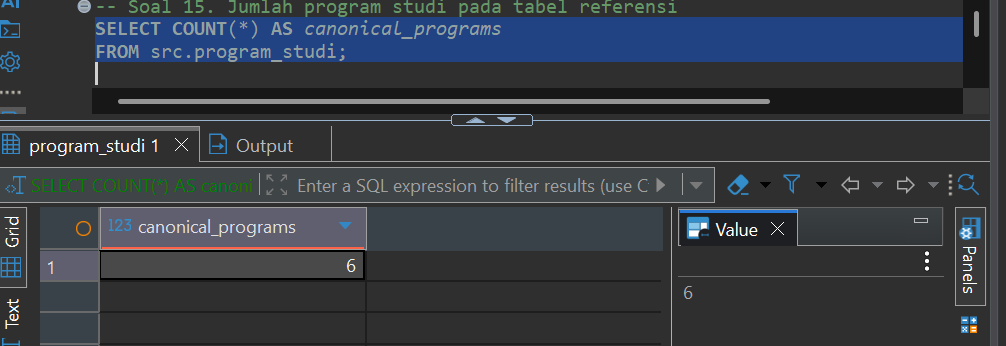 -- Soal 15. Jumlah program studi pada tabel referensi
SELECT COUNT(*) AS canonical_programs
FROM src.program_studi;
program_studi 1
Output
SELECT COUNT(*) AS canoni
Enter a SQL expression to filter results (use C
Grid
Text
123 canonical_programs
1
6
Value
6
Panels